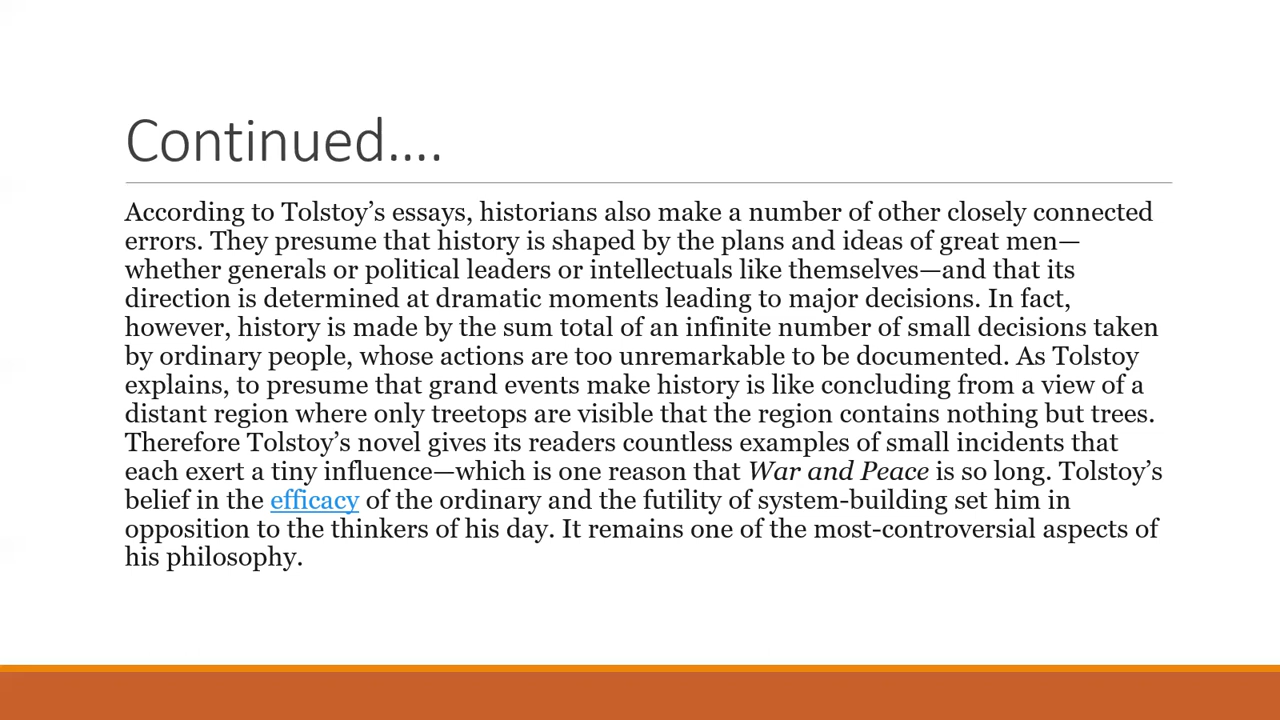 Continued....
According to Tolstoy’s essays, historians also make a number of other closely connected
errors. They presume that history is shaped by the plans and ideas of great men—
whether generals or political leaders or intellectuals like themselves—and that its
direction is determined at dramatic moments leading to major decisions. In fact,
however, history is made by the sum total of an infinite number of small decisions taken
by ordinary people, whose actions are too unremarkable to be documented. As Tolstoy
explains, to presume that grand events make history is like concluding from a view of a
distant region where only treetops are visible that the region contains nothing but trees.
Therefore Tolstoy’s novel gives its readers countless examples of small incidents that
each exert a tiny influence—which is one reason that War and Peace is so long. Tolstoy’s
belief in the efficacy of the ordinary and the futility of system-building set him in
opposition to the thinkers of his day. It remains one of the most-controversial aspects of
his philosophy.